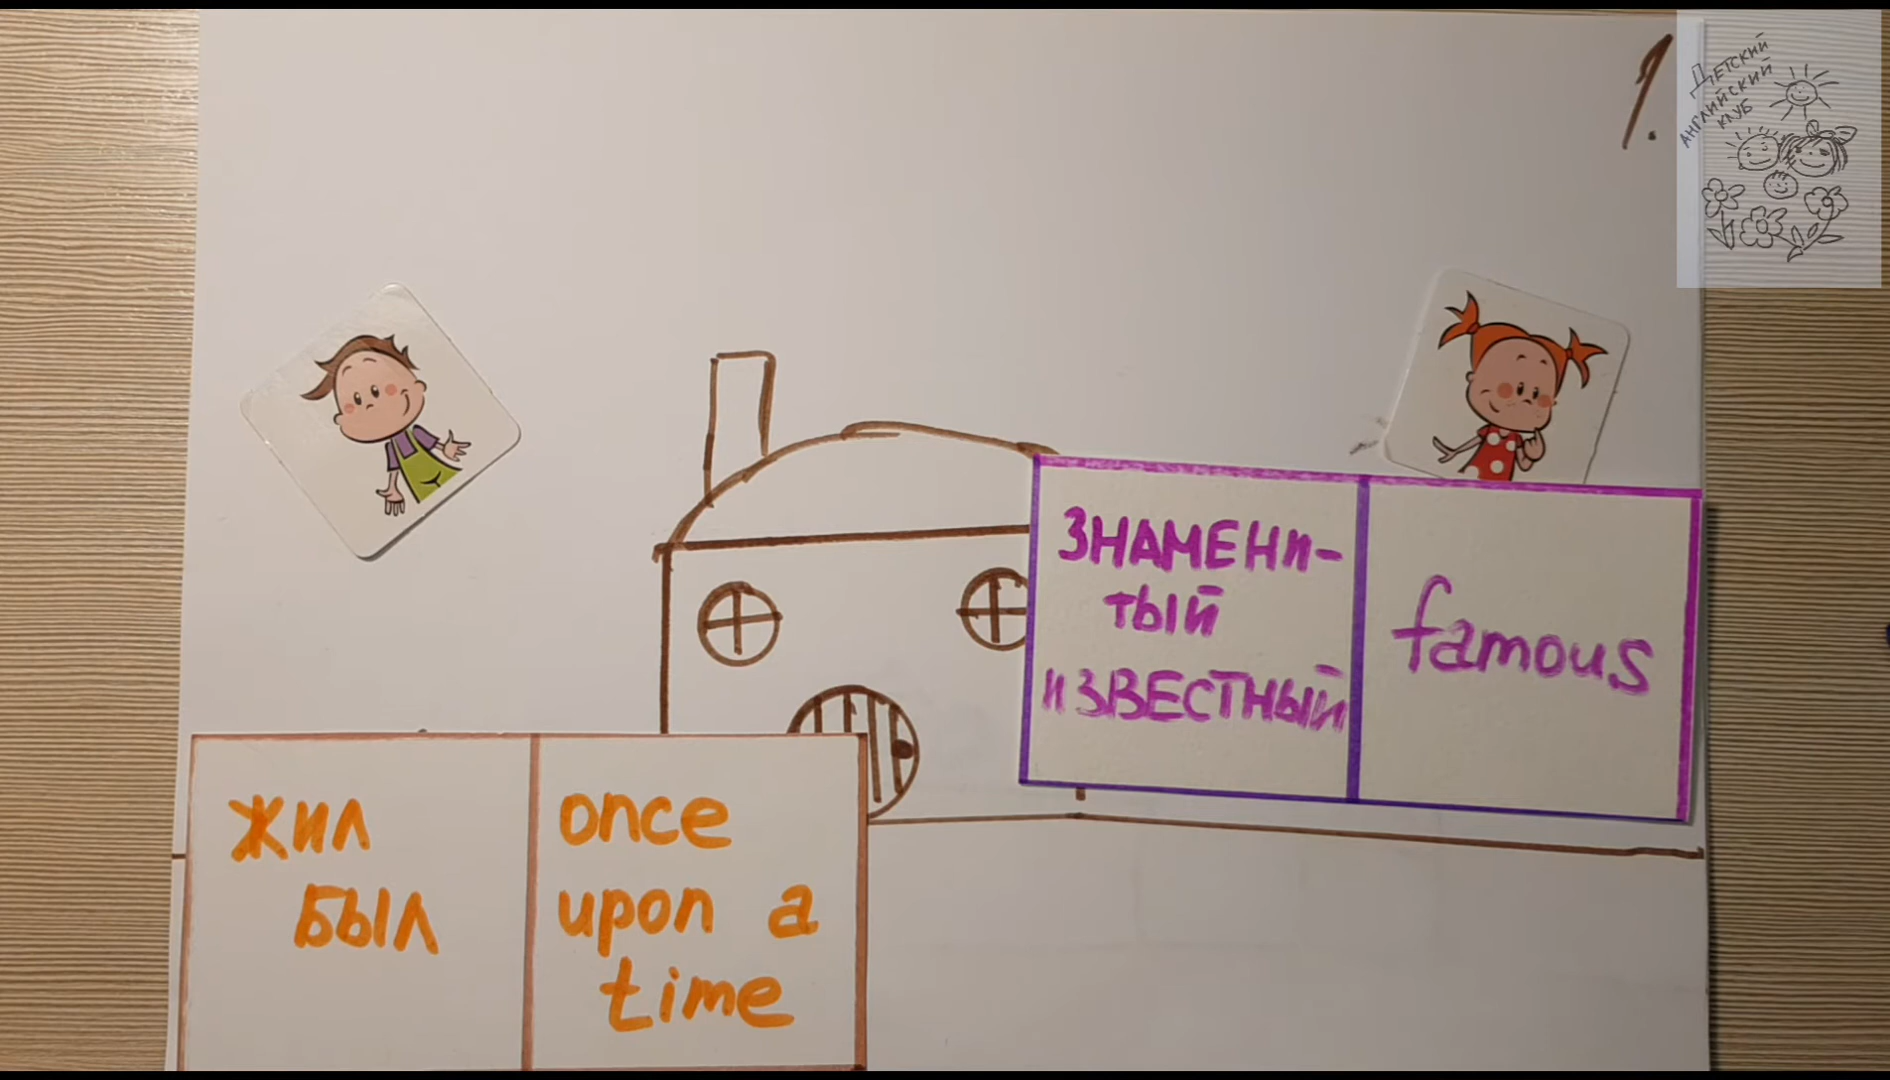 1.
ДЕТСКИЙ
АНГЛИЙСКИЙ
КЛУБ
ЗНАМЕНИ-
ТЫЙ
ИЗВЕСТНЫЙ
famous
ЖИЛ
БЫЛ
once
upon a
time